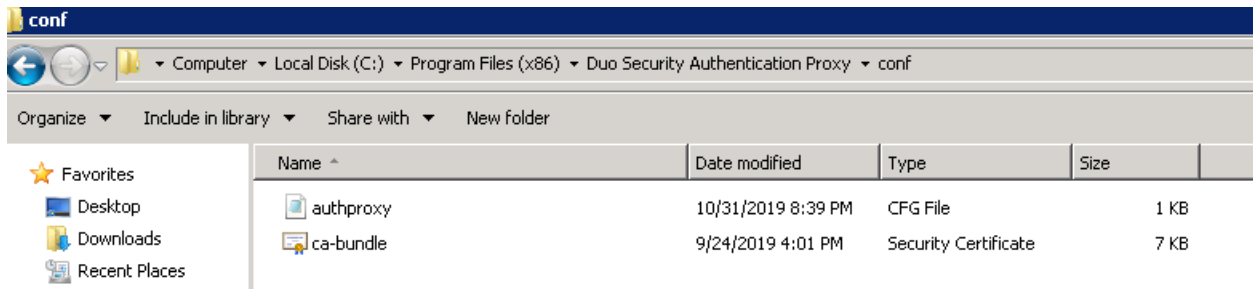 conf
Computer Local Disk (C:) Program Files (x86) Duo Security Authentication Proxy conf
Organize Include in library Share with New folder
Favorites Name Date modified Type Size
Desktop authproxy 10/31/2019 8:39 PM CFG File 1 KB
Downloads ca-bundle 9/24/2019 4:01 PM Security Certificate 7 KB
Recent Places